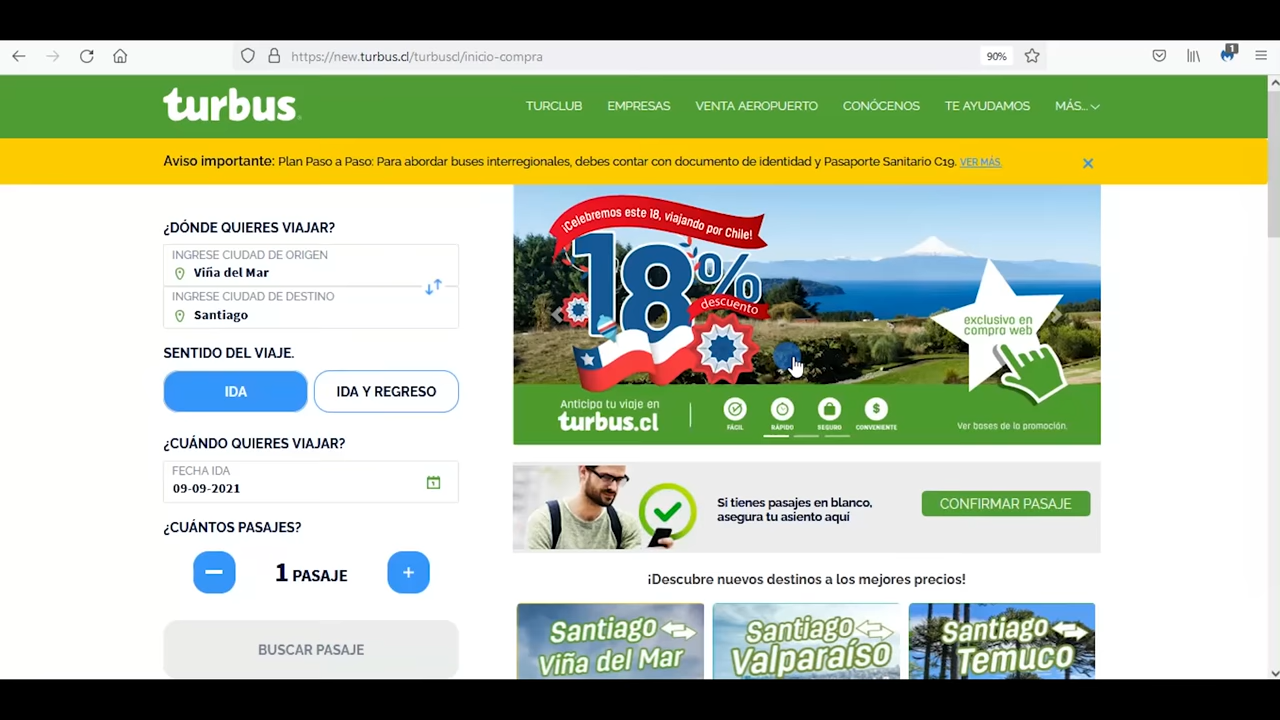 https://new.turbus.cl/turbuscl/inicio-compra
90%
1
turbus.
TURCLUB
EMPRESAS
VENTA AEROPUERTO
CONÓCENOS
TE AYUDAMOS
MÁS...
Aviso importante: Plan Paso a Paso: Para abordar buses interregionales, debes contar con documento de identidad y Pasaporte Sanitario C19. VER MÁS.
¿DÓNDE QUIERES VIAJAR?
INGRESE CIUDAD DE ORIGEN
Viña del Mar
INGRESE CIUDAD DE DESTINO
Santiago
SENTIDO DEL VIAJE.
IDA
IDA Y REGRESO
¿CUÁNDO QUIERES VIAJAR?
FECHA IDA
09-09-2021
¿CUÁNTOS PASAJES?
1 PASAJE
BUSCAR PASAJE
¡Celebremos este 18, viajando por Chile!
18%
descuento
exclusivo en
compra web
Anticipa tu viaje en
turbus.cl
FÁCIL
RÁPIDO
SEGURO
CONVENIENTE
Ver bases de la promoción.
Si tienes pasajes en blanco,
asegura tu asiento aquí
CONFIRMAR PASAJE
¡Descubre nuevos destinos a los mejores precios!
Santiago
Viña del Mar
Santiago
Valparaíso
Santiago
Temuco